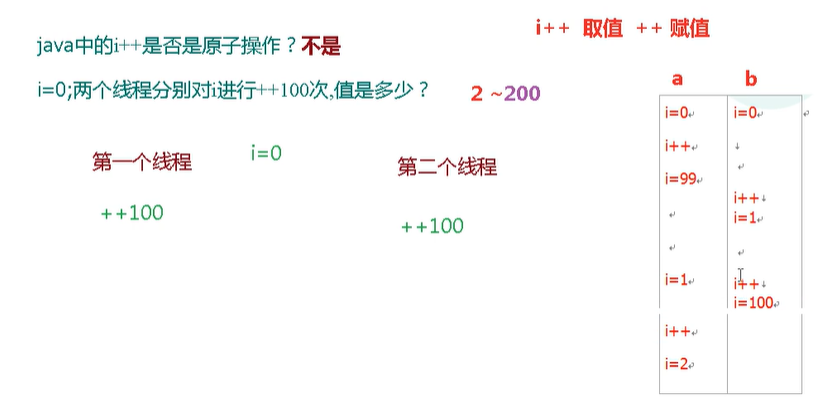 i++ 取值 ++ 赋值
java中的i++是否是原子操作？不是
i=0;两个线程分别对i进行++100次,值是多少？ 2 ~200
第一个线程 i=0 第二个线程
++100 ++100
a b
i=0 i=0
i++
i=99
i++
i=1
i=1 i++
i=100
i++
i=2